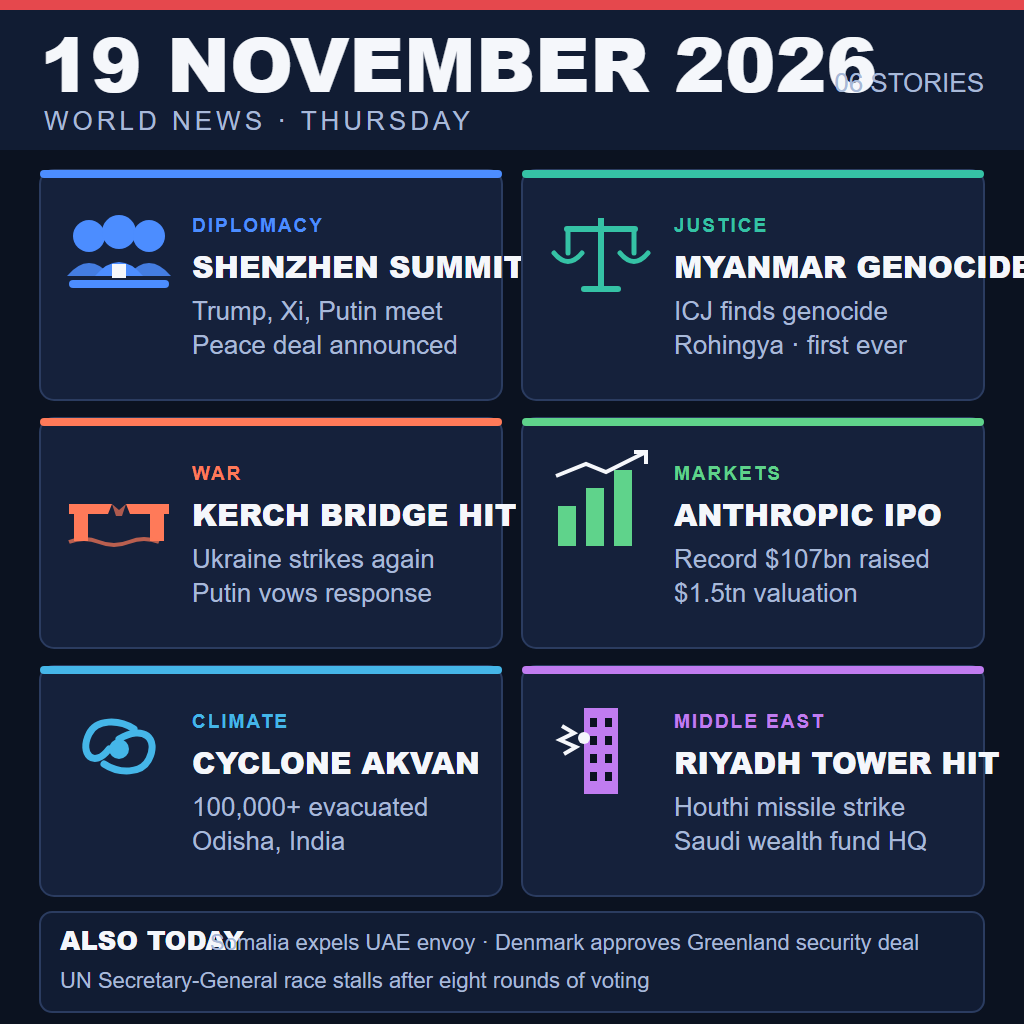 19 NOVEMBER 2026
06 STORIES
WORLD NEWS · THURSDAY
DIPLOMACY
SHENZHEN SUMMIT
Trump, Xi, Putin meet
Peace deal announced
JUSTICE
MYANMAR GENOCIDE
ICJ finds genocide
Rohingya · first ever
WAR
KERCH BRIDGE HIT
Ukraine strikes again
Putin vows response
MARKETS
ANTHROPIC IPO
Record $107bn raised
$1.5tn valuation
CLIMATE
CYCLONE AKVAN
100,000+ evacuated
Odisha, India
MIDDLE EAST
RIYADH TOWER HIT
Houthi missile strike
Saudi wealth fund HQ
ALSO TODAY
Somalia expels UAE envoy · Denmark approves Greenland security deal
UN Secretary-General race stalls after eight rounds of voting